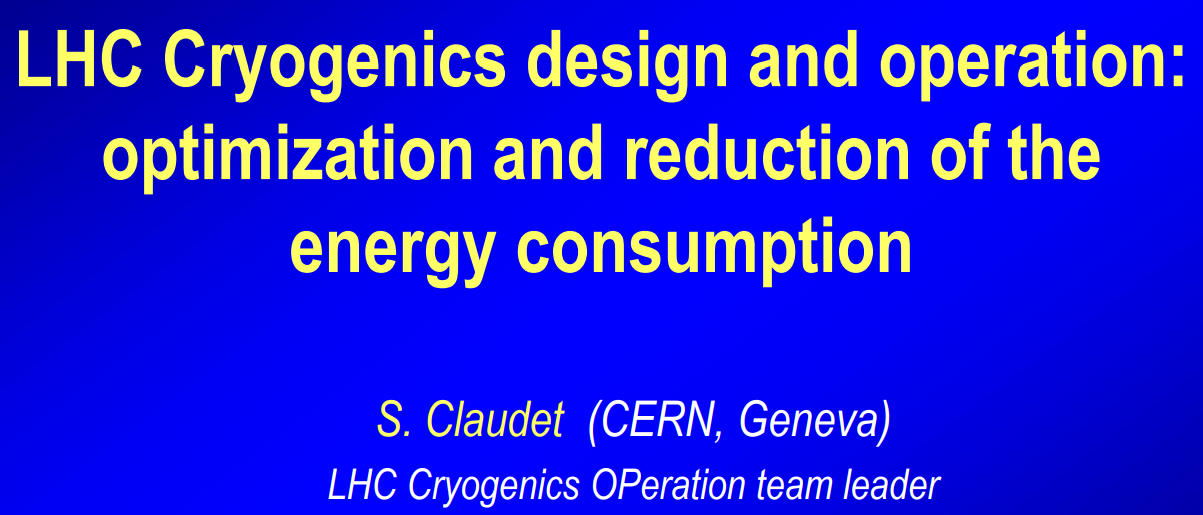 LHC Cryogenics design and operation:
optimization and reduction of the
energy consumption
S. Claudet (CERN, Geneva)
LHC Cryogenics OPeration team leader